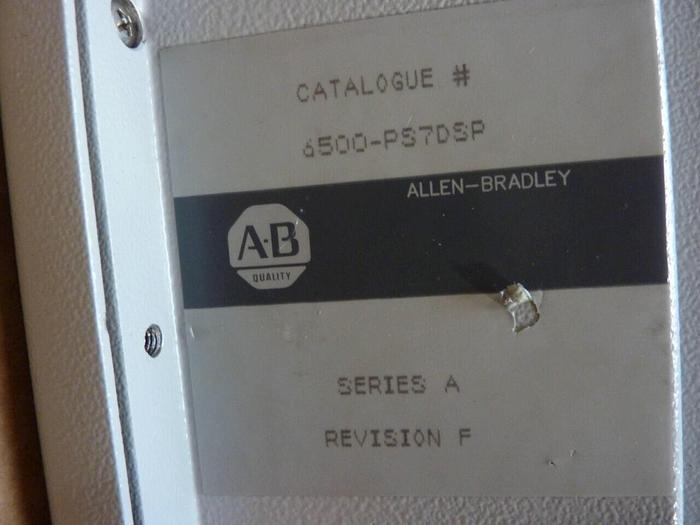 CATALOGUE #
6500-PS7DSP
ALLEN-BRADLEY
A-B
QUALITY
SERIES A
REVISION F